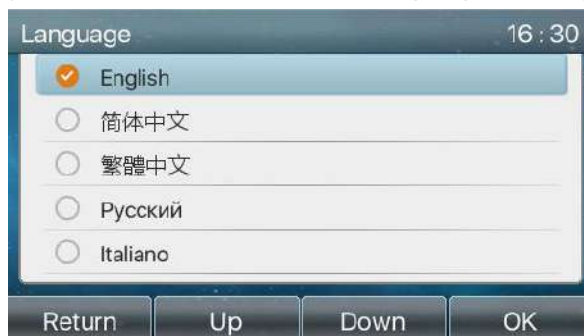 Language 16 : 30
English
简体中文
繁體中文
Русский
Italiano
Return Up Down OK